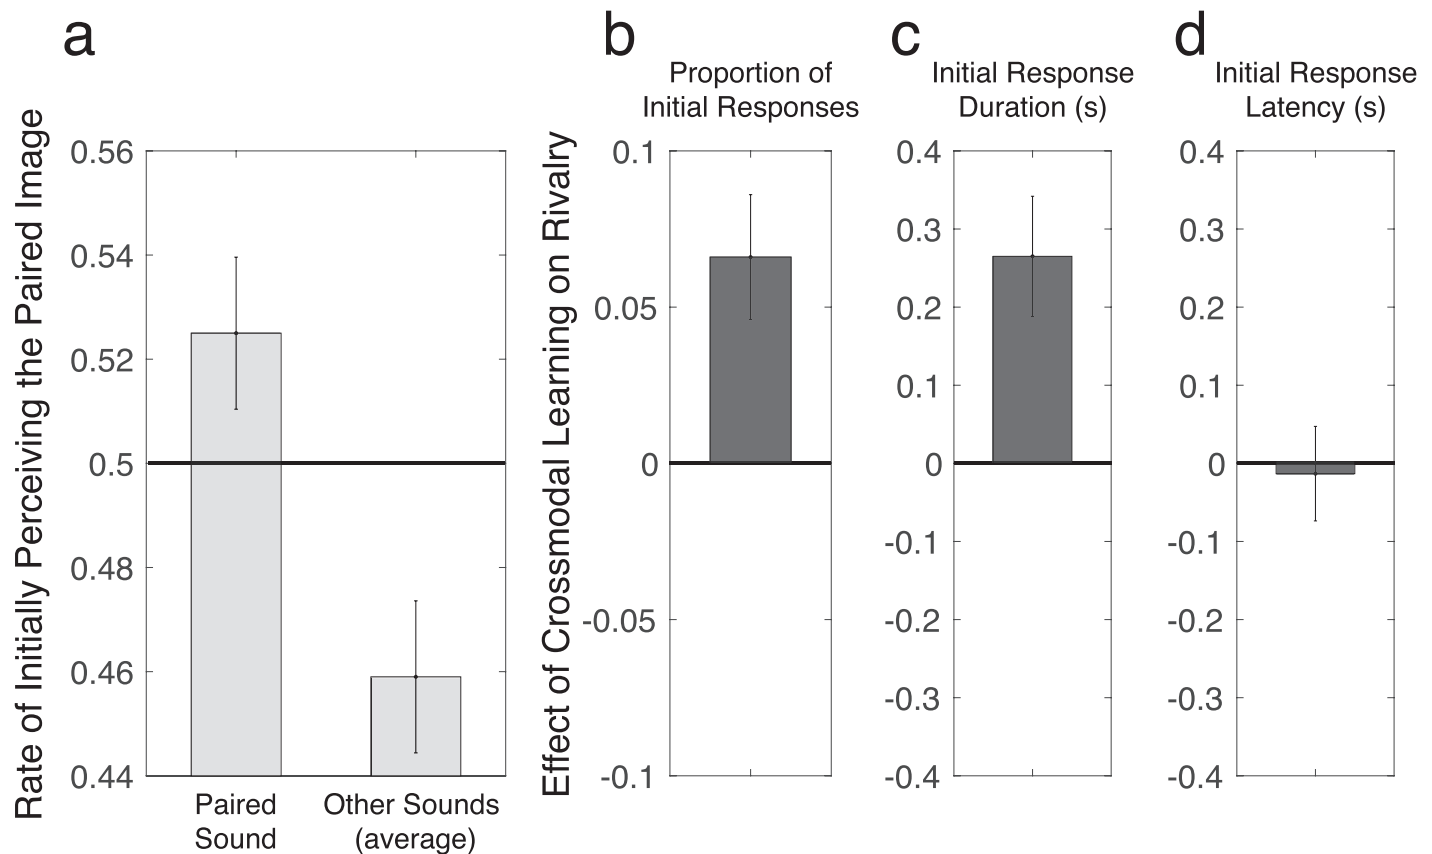 a
Rate of Initially Perceiving the Paired Image
0.56
0.54
0.52
0.5
0.48
0.46
0.44
Paired
Sound
Other Sounds
(average)
b
Proportion of
Initial Responses
Effect of Crossmodal Learning on Rivalry
0.1
0.05
0
-0.05
-0.1
c
Initial Response
Duration (s)
0.4
0.3
0.2
0.1
0
-0.1
-0.2
-0.3
-0.4
d
Initial Response
Latency (s)
0.4
0.3
0.2
0.1
0
-0.1
-0.2
-0.3
-0.4